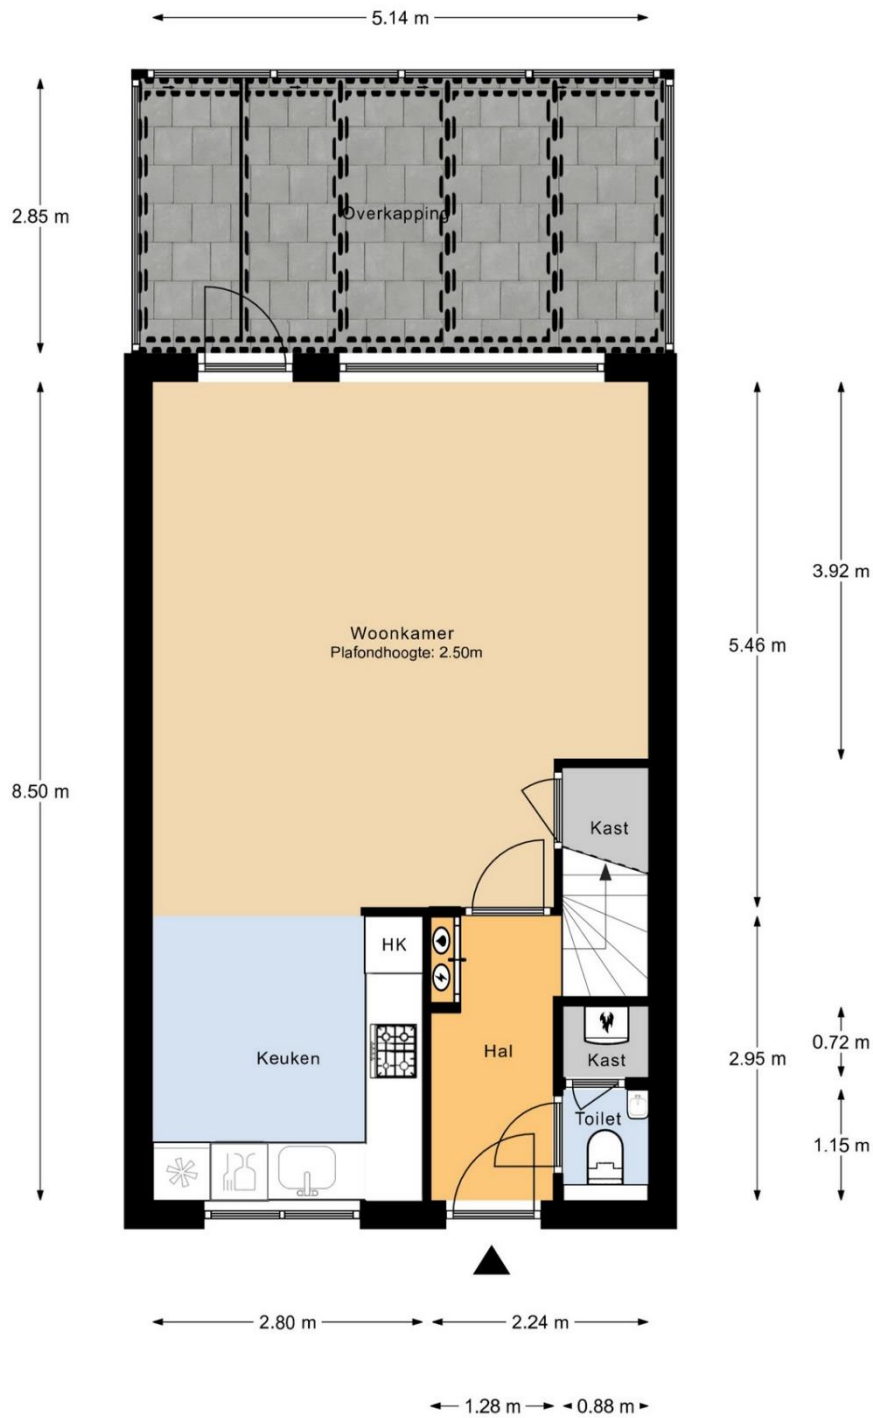 5.14 m
2.85 m
Overkapping
3.92 m
Woonkamer
Plafondhoogte: 2.50m
5.46 m
8.50 m
Kast
HK
Keuken
Hal
Kast
0.72 m
2.95 m
Toilet
1.15 m
2.80 m
2.24 m
1.28 m
0.88 m